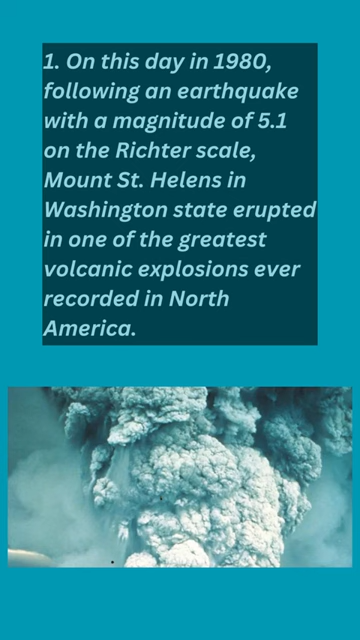 1. On this day in 1980,
following an earthquake
with a magnitude of 5.1
on the Richter scale,
Mount St. Helens in
Washington state erupted
in one of the greatest
volcanic explosions ever
recorded in North
America.